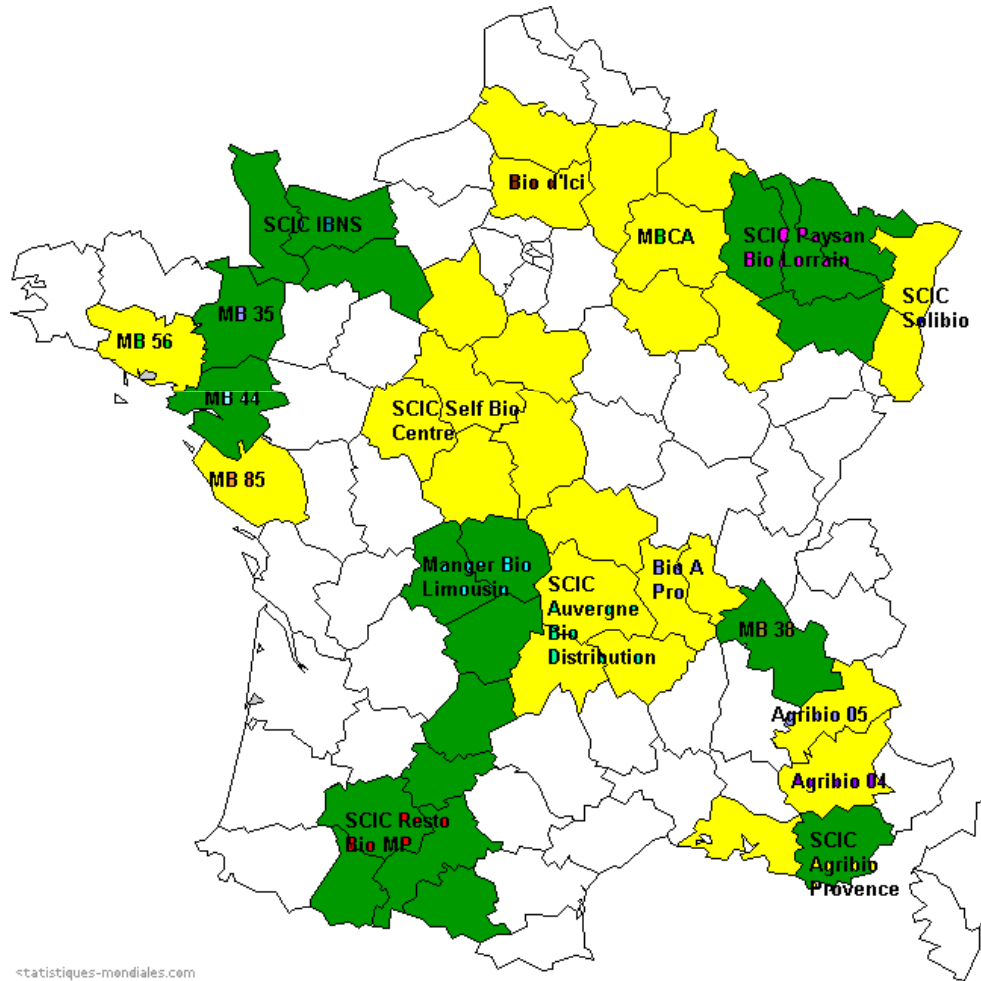 Bio d'Ici
SCIC IBNS
MBCA
SCIC Paysan
Bio Lorrain
SCIC
Solibio
MB 35
MB 56
MB 44
SCIC Self Bio
Centre
MB 85
Manger Bio
Limousin
SCIC
Auvergne
Bio
Distribution
Bio A
Pro
MB 38
Agribio 05
Agribio 04
SCIC Resto
Bio MP
SCIC
Agribio
Provence
tatistiques-mondiales.com